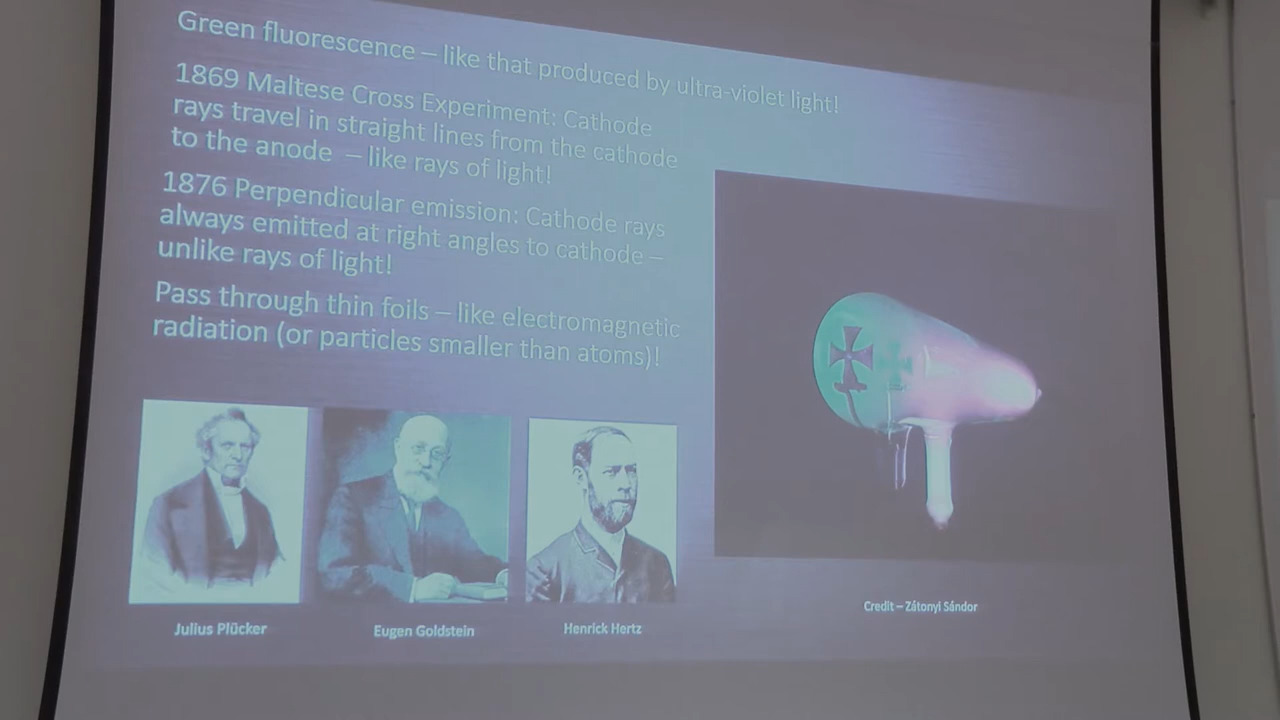 Green fluorescence – like that produced by ultra-violet light!
1869 Maltese Cross Experiment: Cathode
rays travel in straight lines from the cathode
to the anode – like rays of light!
1876 Perpendicular emission: Cathode rays
always emitted at right angles to cathode –
unlike rays of light!
Pass through thin foils – like electromagnetic
radiation (or particles smaller than atoms)!
Julius Plücker
Eugen Goldstein
Henrick Hertz
Credit – Zátonyi Sándor